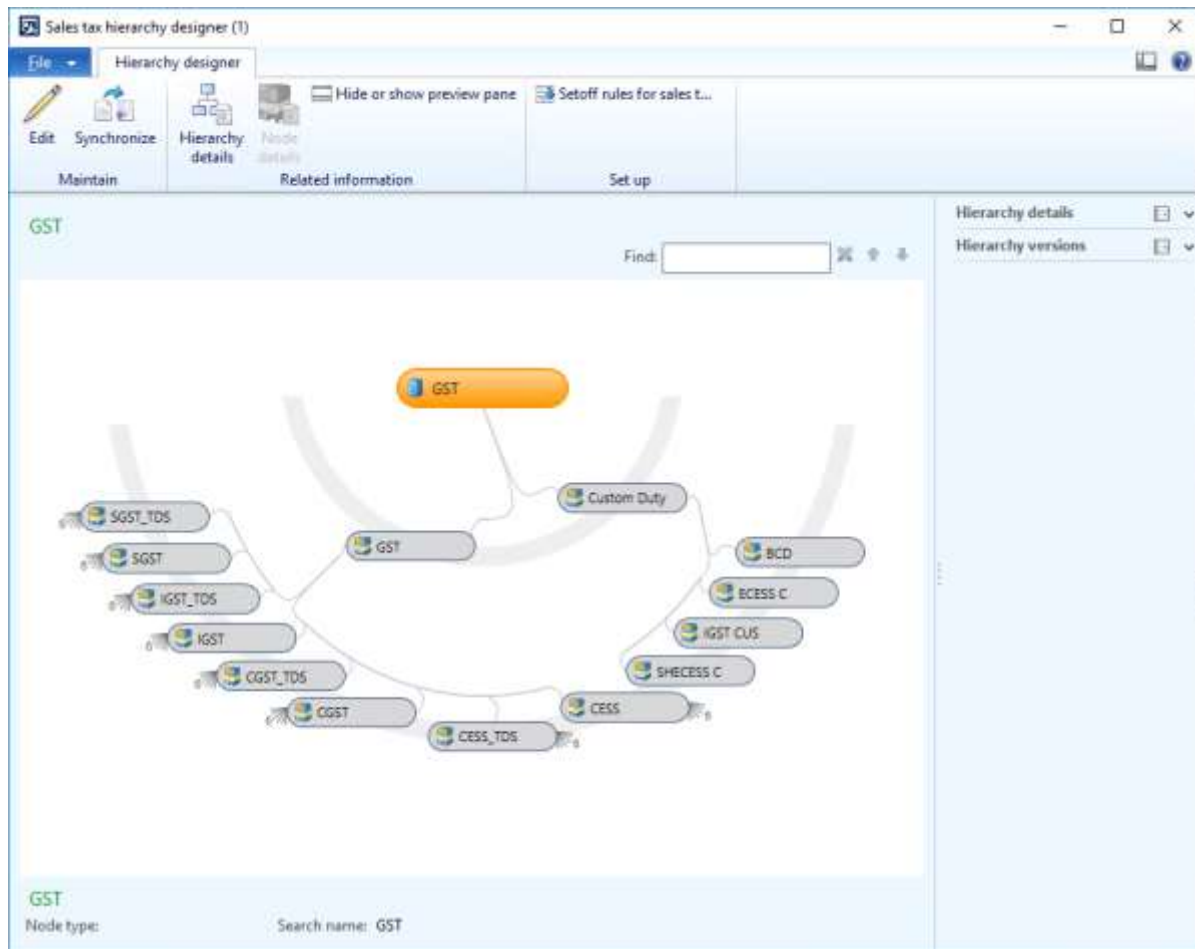 Sales tax hierarchy designer (1)
File
Hierarchy designer
Edit
Synchronize
Hierarchy details
Node details
Hide or show preview pane
Setoff rules for sales t...
Maintain
Related information
Set up
GST
Find:
Hierarchy details
Hierarchy versions
GST
Custom Duty
SGST_TDS
GST
BCD
SGST
ECESS C
IGST_TDS
IGST CUS
IGST
SHECESS C
CGST_TDS
CESS
CGST
CESS_TDS
GST
Node type:
Search name: GST